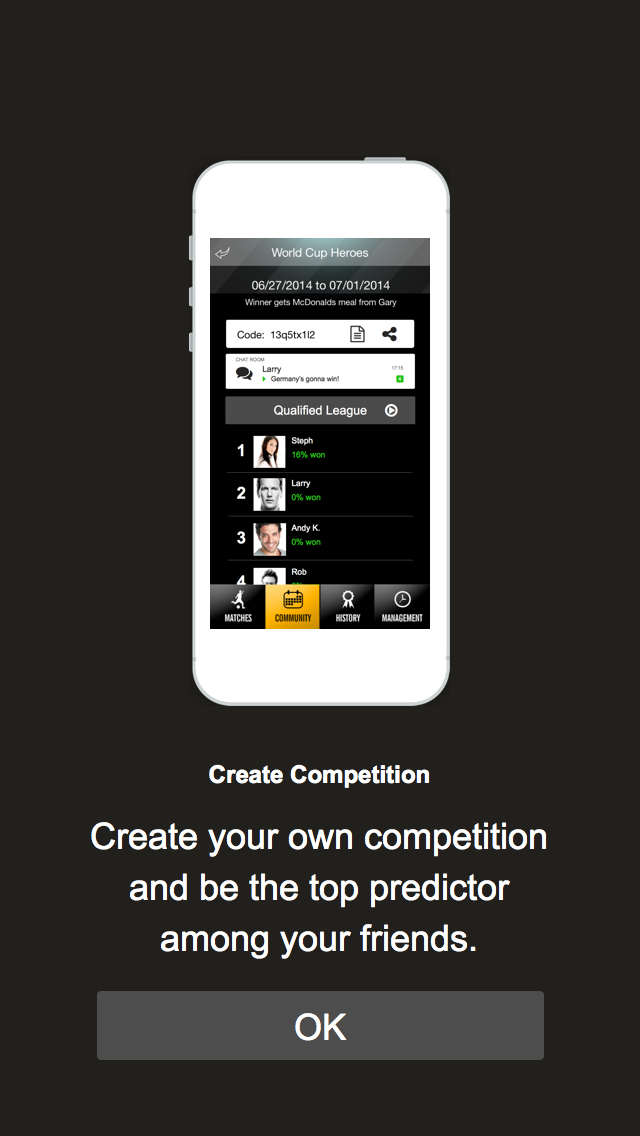 World Cup Heroes
06/27/2014 to 07/01/2014
Winner gets McDonalds meal from Gary
Code: 13q5tx1l2
CHAT ROOM
Larry
17:15
Germany's gonna win!
Qualified League
1
Steph
16% won
2
Larry
0% won
3
Andy K.
0% won
4
Rob
MATCHES
COMMUNITY
HISTORY
MANAGEMENT
Create Competition
Create your own competition
and be the top predictor
among your friends.
OK